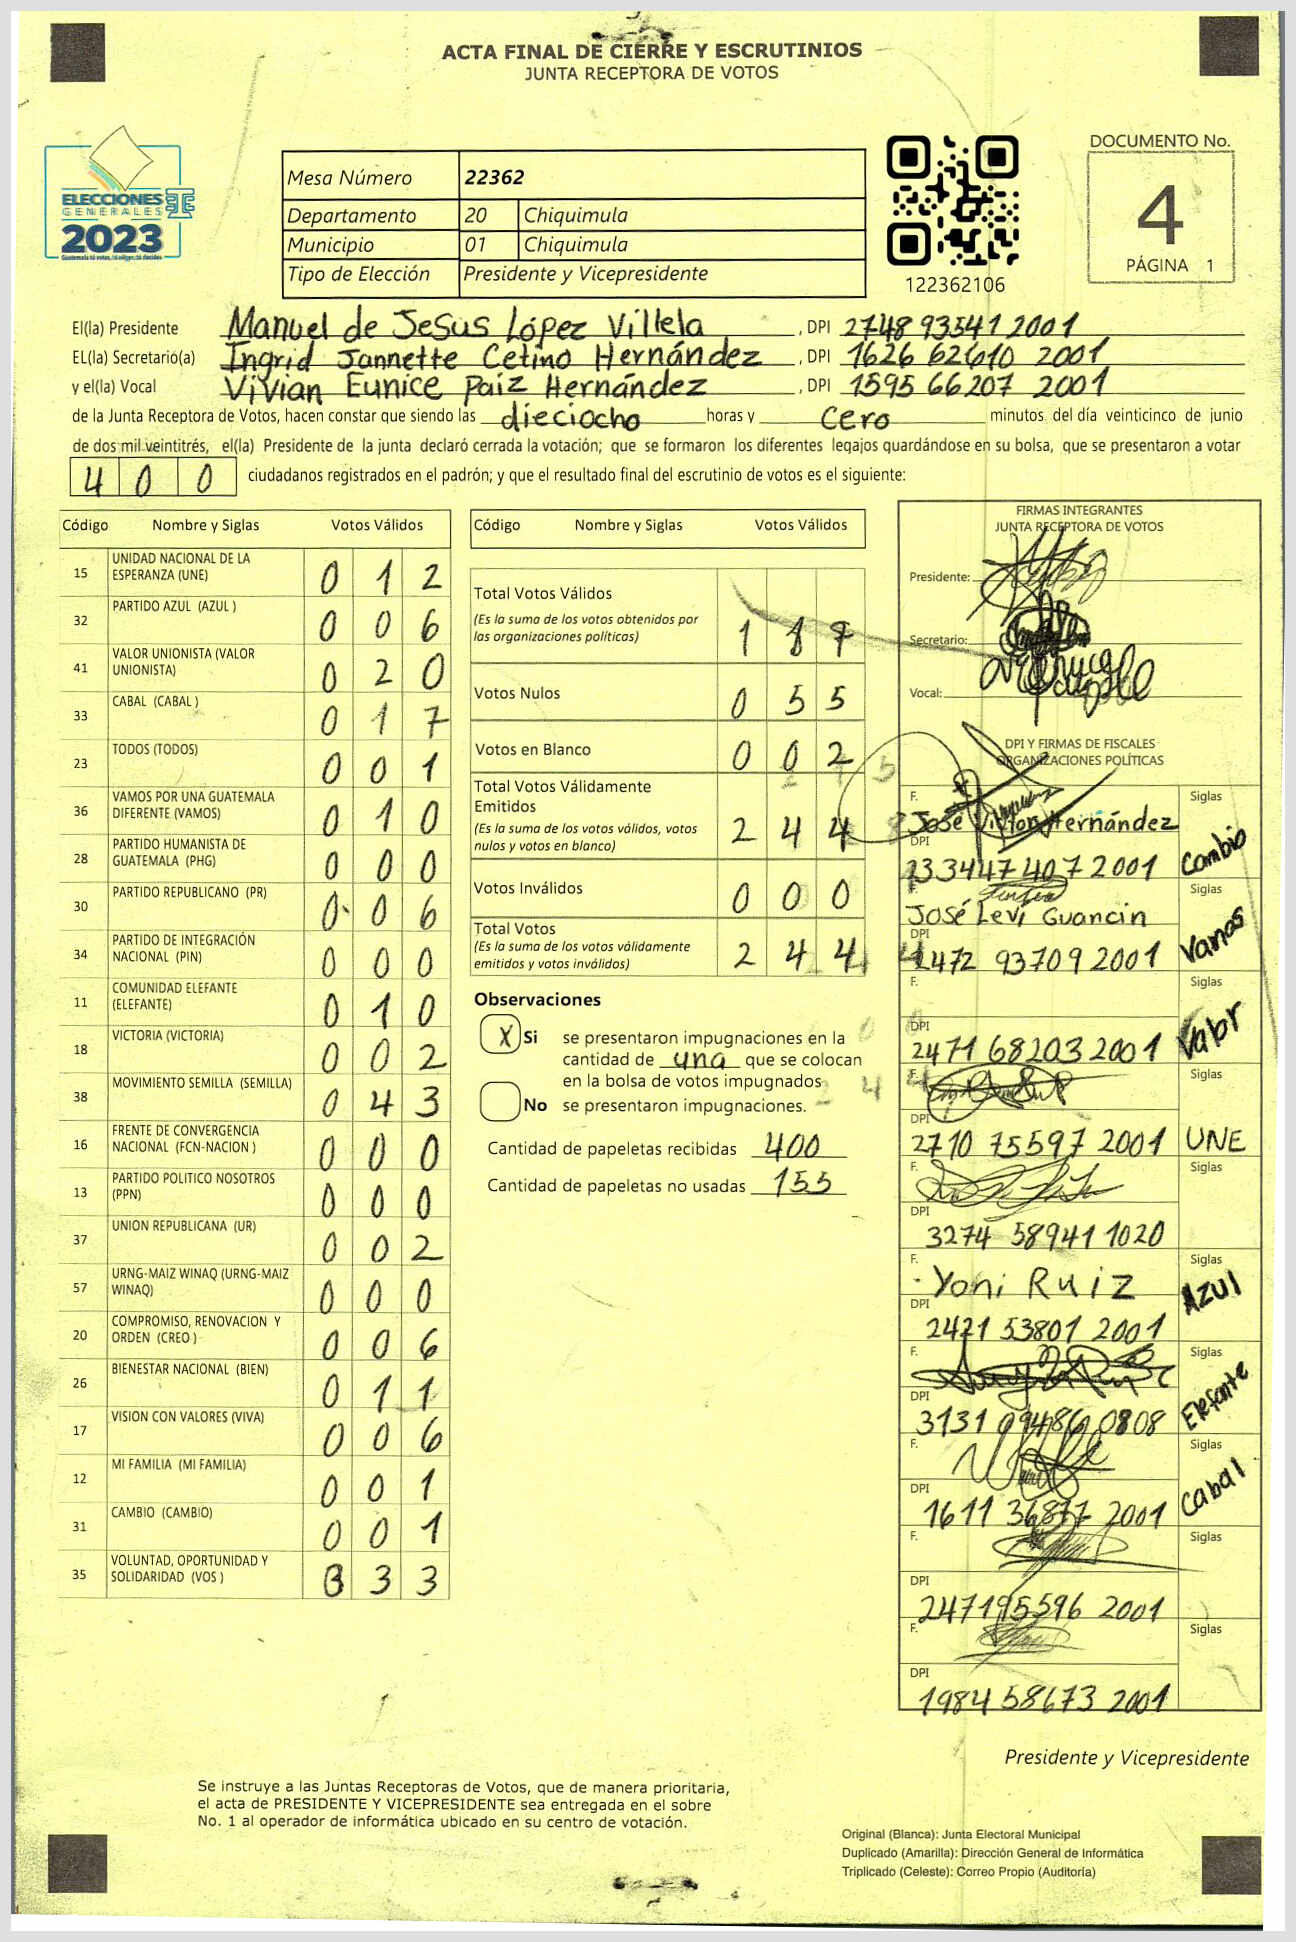 ACTA FINAL DE CIERRE Y ESCRUTINIOS
JUNTA RECEPTORA DE VOTOS
ELECCIONES
GENERALES
2023
Mesa Número 22362
Departamento 20 Chiquimula
Municipio 01 Chiquimula
Tipo de Elección Presidente y Vicepresidente
122362106
DOCUMENTO No.
4
PÁGINA 1
El(la) Presidente Manuel de Jesus López Villela , DPI 2748 93541 2001
EL(la) Secretario(a) Ingrid Jannette Cetino Hernández , DPI 1626 62610 2001
y el(la) Vocal Vivian Eunice Paiz Hernández , DPI 1595 66207 2001
de la Junta Receptora de Votos, hacen constar que siendo las dieciocho horas y cero minutos del día veinticinco de junio
de dos mil veintitrés, el(la) Presidente de la junta declaró cerrada la votación; que se formaron los diferentes legajos guardándose en su bolsa, que se presentaron a votar
4 0 0 ciudadanos registrados en el padrón; y que el resultado final del escrutinio de votos es el siguiente:
Código Nombre y Siglas Votos Válidos
15 UNIDAD NACIONAL DE LA ESPERANZA (UNE) 0 1 2
32 PARTIDO AZUL (AZUL ) 0 0 6
41 VALOR UNIONISTA (VALOR UNIONISTA) 0 2 0
33 CABAL (CABAL ) 0 1 7
23 TODOS (TODOS) 0 0 1
36 VAMOS POR UNA GUATEMALA DIFERENTE (VAMOS) 0 1 0
28 PARTIDO HUMANISTA DE GUATEMALA (PHG) 0 0 0
30 PARTIDO REPUBLICANO (PR) 0 0 6
34 PARTIDO DE INTEGRACIÓN NACIONAL (PIN) 0 0 0
11 COMUNIDAD ELEFANTE (ELEFANTE) 0 1 0
18 VICTORIA (VICTORIA) 0 0 2
38 MOVIMIENTO SEMILLA (SEMILLA) 0 4 3
16 FRENTE DE CONVERGENCIA NACIONAL (FCN-NACION ) 0 0 0
13 PARTIDO POLITICO NOSOTROS (PPN) 0 0 0
37 UNION REPUBLICANA (UR) 0 0 2
57 URNG-MAIZ WINAQ (URNG-MAIZ WINAQ) 0 0 0
20 COMPROMISO, RENOVACION Y ORDEN (CREO ) 0 0 6
26 BIENESTAR NACIONAL (BIEN) 0 1 1
17 VISION CON VALORES (VIVA) 0 0 6
12 MI FAMILIA (MI FAMILIA) 0 0 1
31 CAMBIO (CAMBIO) 0 0 1
35 VOLUNTAD, OPORTUNIDAD Y SOLIDARIDAD (VOS ) 3 3
Código Nombre y Siglas Votos Válidos
Total Votos Válidos
(Es la suma de los votos obtenidos por
las organizaciones políticas) 1 8 7
Votos Nulos 0 5 5
Votos en Blanco 0 0 2
Total Votos Válidamente
Emitidos
(Es la suma de los votos válidos, votos
nulos y votos en blanco) 2 4 4
Votos Inválidos 0 0 0
Total Votos
(Es la suma de los votos válidamente
emitidos y votos inválidos) 2 4 4
Observaciones
X Si se presentaron impugnaciones en la
cantidad de una que se colocan
en la bolsa de votos impugnados
No se presentaron impugnaciones.
Cantidad de papeletas recibidas 400
Cantidad de papeletas no usadas 155
FIRMAS INTEGRANTES
JUNTA RECEPTORA DE VOTOS
Presidente:
Secretario:
Vocal:
DPI Y FIRMAS DE FISCALES
ORGANIZACIONES POLÍTICAS
F. José Victor Hernández Siglas
DPI 33447 407 2001 Cambio
F. José Levi Guancin Siglas
DPI 2472 93709 2001 Vamos
F. Siglas
DPI 2471 68203 2001 Valor
F. Siglas
DPI 2710 75597 2001 UNE
F. Siglas
DPI 3274 58941 1020
F. Yoni Ruiz Siglas
DPI 2421 53801 2001 Azul
F. Siglas
DPI 3131 09486 0808 Elefante
F. Siglas
DPI 1611 36877 2001 Cabal
F. Siglas
DPI 2471 95596 2001
F. Siglas
DPI 1984 58673 2001
Presidente y Vicepresidente
Se instruye a las Juntas Receptoras de Votos, que de manera prioritaria,
el acta de PRESIDENTE Y VICEPRESIDENTE sea entregada en el sobre
No. 1 al operador de informática ubicado en su centro de votación.
Original (Blanca): Junta Electoral Municipal
Duplicado (Amarilla): Dirección General de Informática
Triplicado (Celeste): Correo Propio (Auditoría)